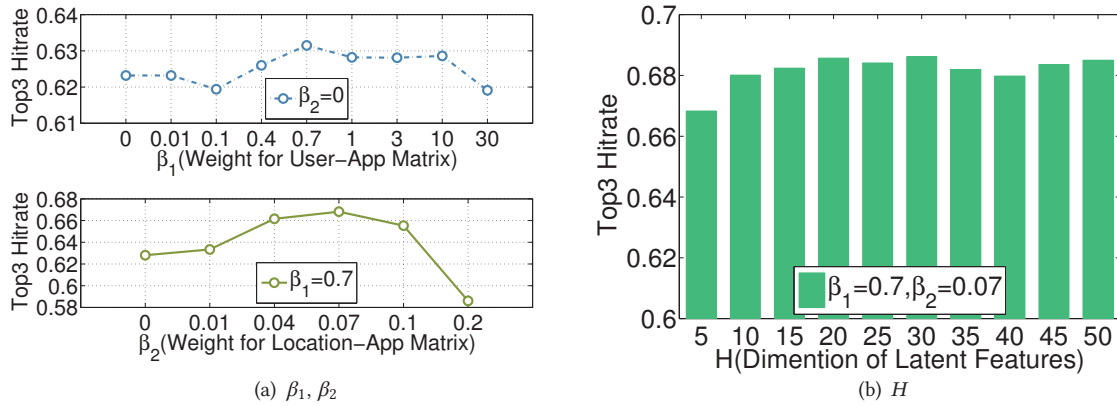 Top3 Hitrate
0.64
0.63
0.62
0.61
β2=0
0 0.01 0.1 0.4 0.7 1 3 10 30
β1(Weight for User−App Matrix)
Top3 Hitrate
0.68
0.66
0.64
0.62
0.6
0.58
β1=0.7
0 0.01 0.04 0.07 0.1 0.2
β2(Weight for Location−App Matrix)
(a) β1, β2
Top3 Hitrate
0.7
0.68
0.66
0.64
0.62
0.6
β1=0.7,β2=0.07
5 10 15 20 25 30 35 40 45 50
H(Dimention of Latent Features)
(b) H